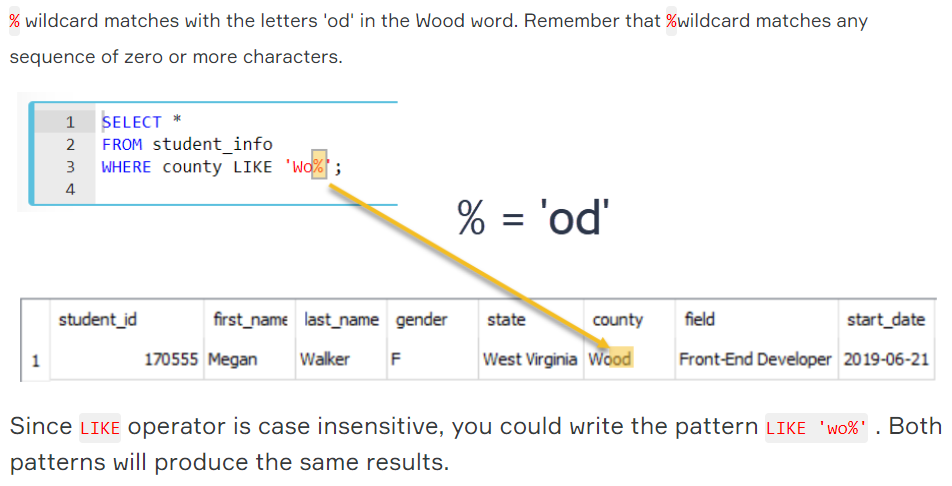 % wildcard matches with the letters 'od' in the Wood word. Remember that %wildcard matches any
sequence of zero or more characters.
1 SELECT *
2 FROM student_info
3 WHERE county LIKE 'Wo%';
4
% = 'od'
student_id first_name last_name gender state county field start_date
1 170555 Megan Walker F West Virginia Wood Front-End Developer 2019-06-21
Since LIKE operator is case insensitive, you could write the pattern LIKE 'wo%' . Both
patterns will produce the same results.